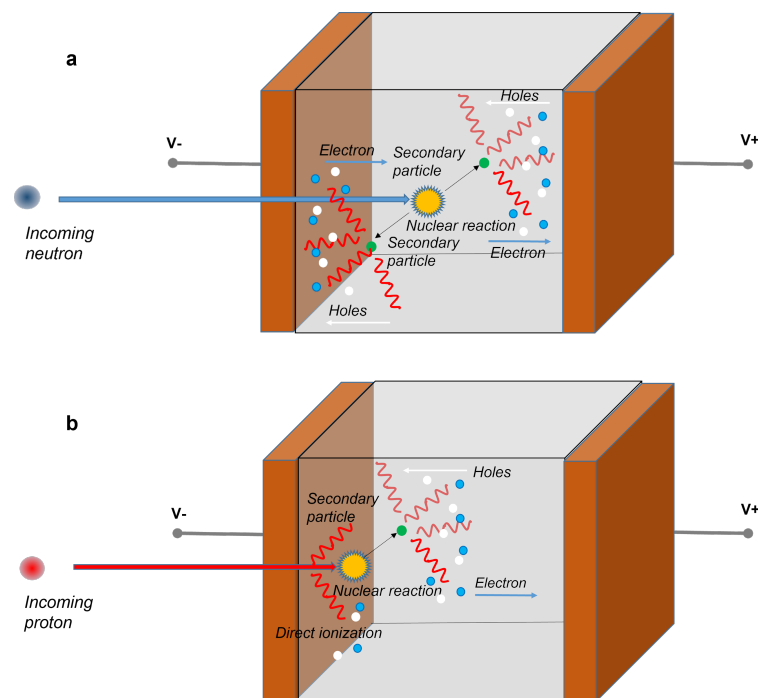 a
Holes
V-
V+
Electron
Secondary
particle
Incoming
neutron
Nuclear reaction
Secondary
particle
Electron
Holes
b
Holes
Secondary
particle
V-
V+
Incoming
proton
Nuclear reaction
Electron
Direct ionization